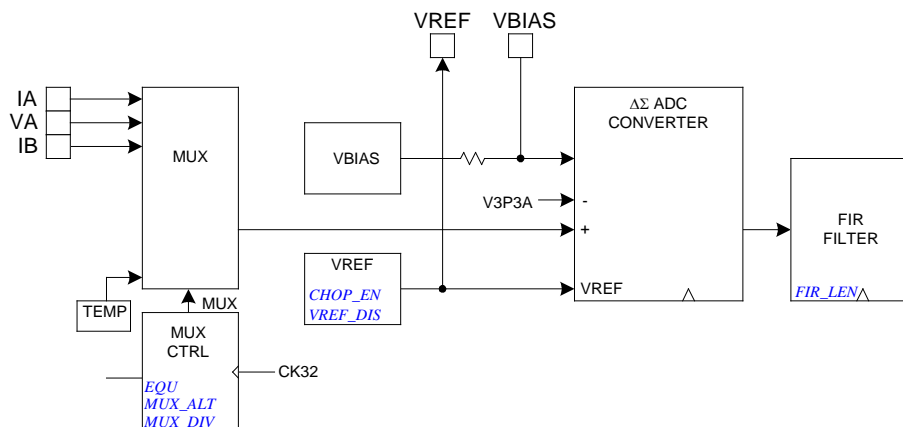 VREF
VBIAS
IA
VA
IB
MUX
VBIAS
ΔΣ ADC
CONVERTER
V3P3A
-
+
VREF
FIR
FILTER
FIR_LEN
VREF
CHOP_EN
VREF_DIS
TEMP
MUX
MUX
CTRL
EQU
MUX_ALT
MUX_DIV
CK32